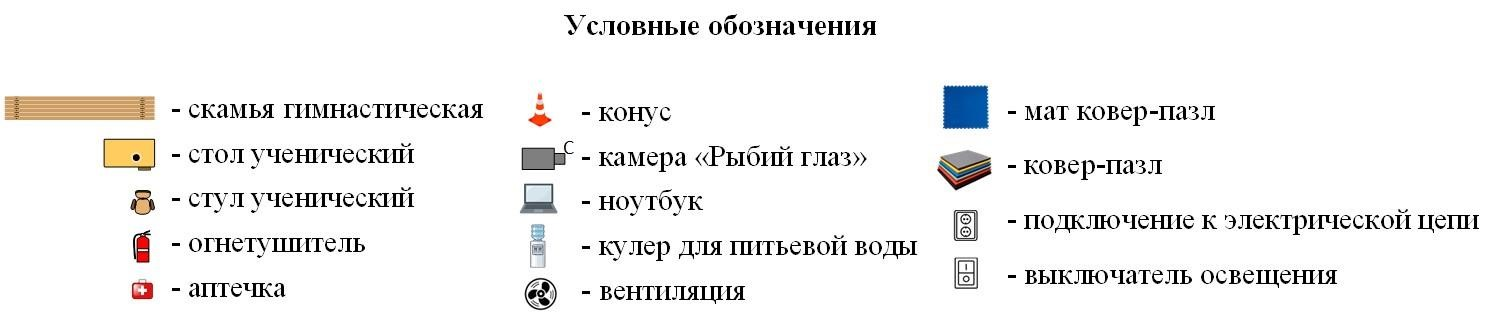 Условные обозначения
- скамья гимнастическая
- стол ученический
- стул ученический
- огнетушитель
- аптечка
- конус
С
- камера «Рыбий глаз»
- ноутбук
- кулер для питьевой воды
- вентиляция
- мат ковер-пазл
- ковер-пазл
- подключение к электрической цепи
- выключатель освещения